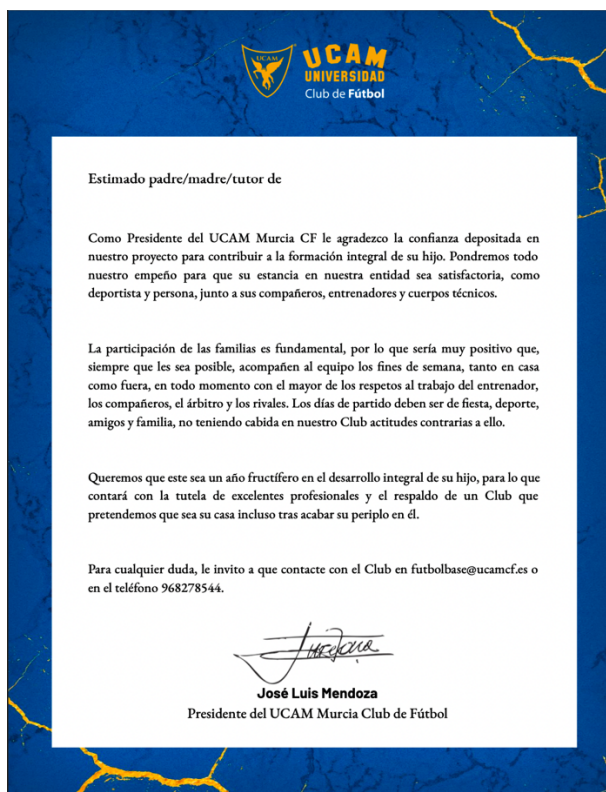 UCAM
UCAM
UNIVERSIDAD
Club de Fútbol
Estimado padre/madre/tutor de
Como Presidente del UCAM Murcia CF le agradezco la confianza depositada en
nuestro proyecto para contribuir a la formación integral de su hijo. Pondremos todo
nuestro empeño para que su estancia en nuestra entidad sea satisfactoria, como
deportista y persona, junto a sus compañeros, entrenadores y cuerpos técnicos.
La participación de las familias es fundamental, por lo que sería muy positivo que,
siempre que les sea posible, acompañen al equipo los fines de semana, tanto en casa
como fuera, en todo momento con el mayor de los respetos al trabajo del entrenador,
los compañeros, el árbitro y los rivales. Los días de partido deben ser de fiesta, deporte,
amigos y familia, no teniendo cabida en nuestro Club actitudes contrarias a ello.
Queremos que este sea un año fructífero en el desarrollo integral de su hijo, para lo que
contará con la tutela de excelentes profesionales y el respaldo de un Club que
pretendemos que sea su casa incluso tras acabar su periplo en él.
Para cualquier duda, le invito a que contacte con el Club en futbolbase@ucamcf.es o
en el teléfono 968278544.
José Luis Mendoza
Presidente del UCAM Murcia Club de Fútbol